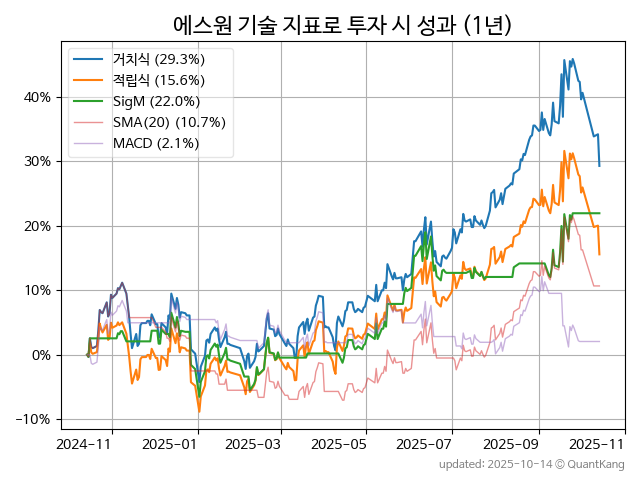 에스원 기술 지표로 투자 시 성과 (1년)
거치식 (29.3%)
적립식 (15.6%)
SigM (22.0%)
SMA(20) (10.7%)
MACD (2.1%)
40%
30%
20%
10%
0%
−10%
2024-11
2025-01
2025-03
2025-05
2025-07
2025-09
2025-11
updated: 2025-10-14 © QuantKang